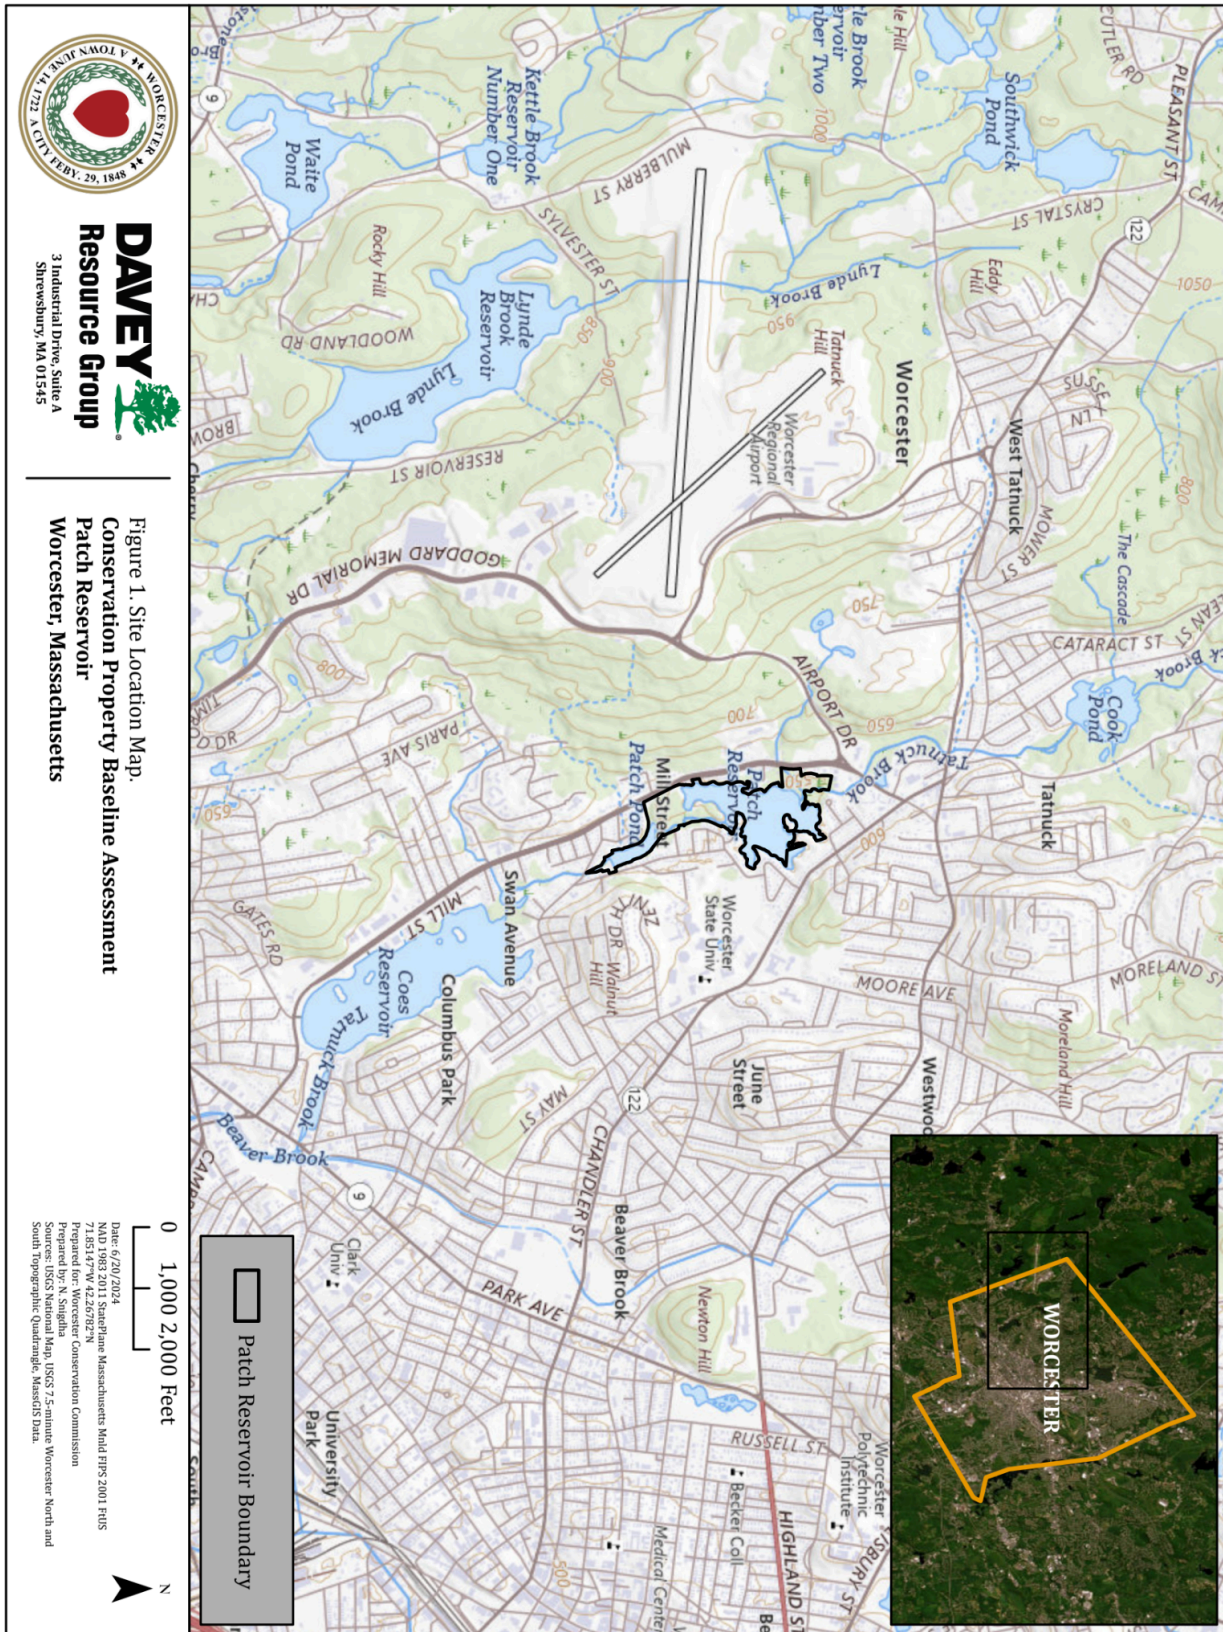 PLEASANT ST
122
CRYSTAL ST
Southwick
Pond
Eddy
Hill
1050
1000
Lynde Brook
950
Tatnuck
Hill
Worcester
West Tatnuck
MOWER ST
800
The Cascade
CATARACT ST
Cook
Pond
Tatnuck
Tatnuck Brook
750
650
AIRPORT DR
700
600
Worcester
Regional
Airport
MULBERRY ST
Kettle Brook
Reservoir
Number One
SYLVESTER ST
9
Waite
Pond
Rocky Hill
WOODLAND RD
Lynde
Brook
Reservoir
Lynde Brook
850
900
RESERVOIR ST
GODDARD MEMORIAL DR
800
PARIS AVE
650
Patch
Reservoir
Mill Street
Patch Pond
Worcester
State Univ
ZENITH DR
Walnut
Hill
Swan Avenue
MILL ST
GATES RD
Coes
Reservoir
Tatnuck Brook
Columbus Park
MAY ST
Beaver Brook
MOORE AVE
MORELAND ST
Moreland Hill
June
Street
122
CHANDLER ST
Beaver Brook
9
Clark
Univ
PARK AVE
Newton Hill
University
Park
RUSSELL ST
Worcester
Polytechnic
Institute
Becker Coll
HIGHLAND ST
Medical Center
500
WORCESTER
Patch Reservoir Boundary
WORCESTER
A TOWN JUNE 14, 1722 A CITY FEBY. 29, 1848
DAVEY
Resource Group
3 Industrial Drive, Suite A
Shrewsbury, MA 01545
Figure 1. Site Location Map.
Conservation Property Baseline Assessment
Patch Reservoir
Worcester, Massachusetts
0 1,000 2,000 Feet
Date: 6/20/2024
NAD 1983 2011 StatePlane Massachusetts Mnld FIPS 2001 FtUS
71.85147°W 42.26782°N
Prepared for: Worcester Conservation Commission
Prepared by: N. Snigdha
Sources: USGS National Map, USGS 7.5-minute Worcester North and
South Topographic Quadrangle, MassGIS Data.
N